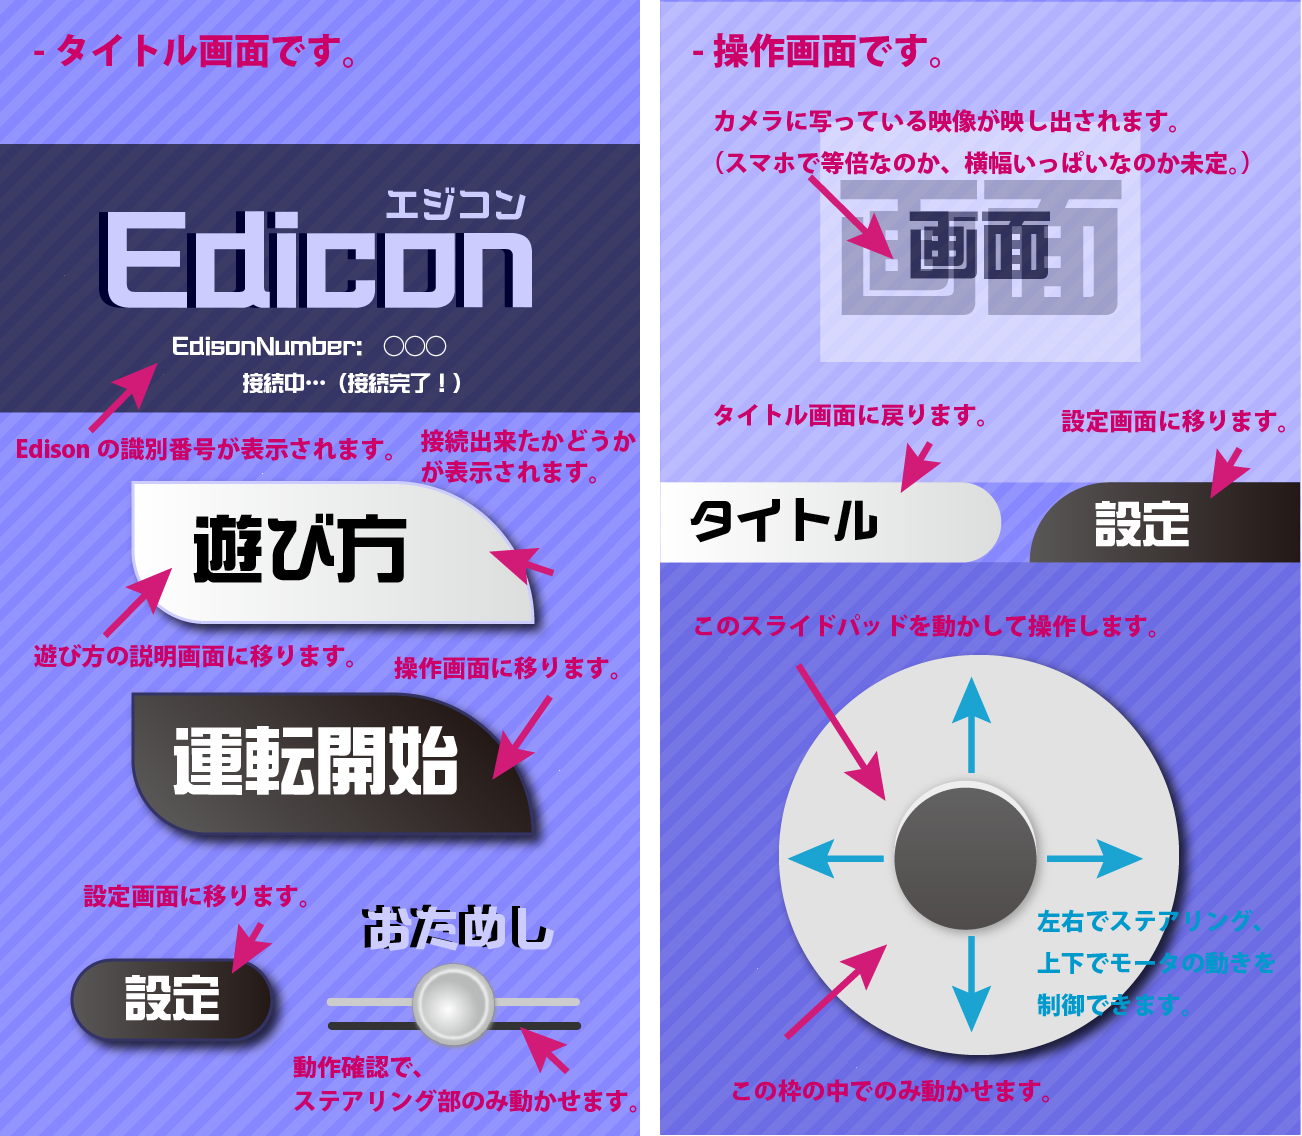 - タイトル画面です。
エジコン
Edicon
EdisonNumber: ○○○
接続中…（接続完了！）
Edison の識別番号が表示されます。
接続出来たかどうか
が表示されます。
遊び方
遊び方の説明画面に移ります。
操作画面に移ります。
運転開始
設定画面に移ります。
設定
おためし
動作確認で、
ステアリング部のみ動かせます。
- 操作画面です。
カメラに写っている映像が映し出されます。
（スマホで等倍なのか、横幅いっぱいなのか未定。）
画面
画面
タイトル画面に戻ります。
設定画面に移ります。
タイトル
設定
このスライドパッドを動かして操作します。
左右でステアリング、
上下でモータの動きを
制御できます。
この枠の中でのみ動かせます。